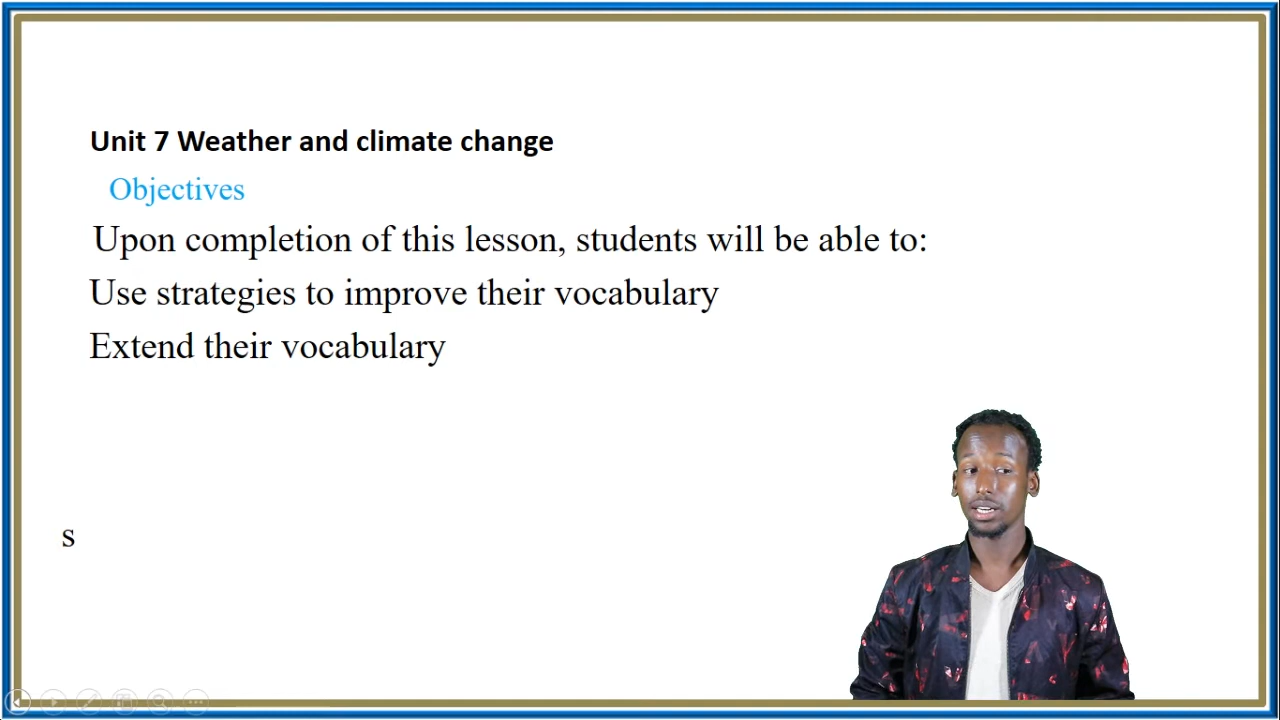 Unit 7 Weather and climate change
Objectives
Upon completion of this lesson, students will be able to:
Use strategies to improve their vocabulary
Extend their vocabulary
s